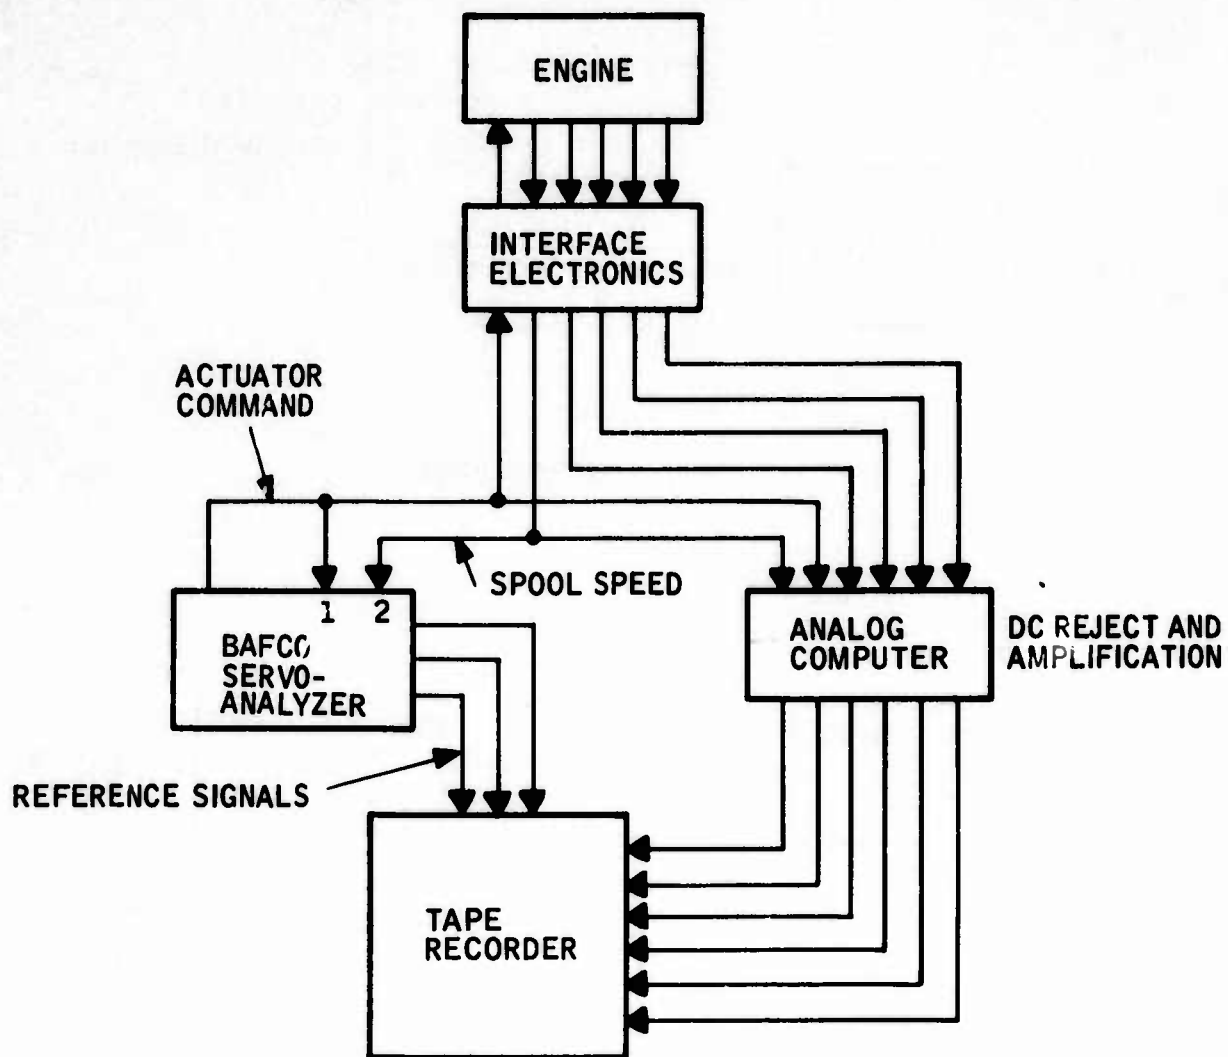 ENGINE
INTERFACE
ELECTRONICS
ACTUATOR
COMMAND
SPOOL SPEED
1 2
BAFCO
SERVO-
ANALYZER
ANALOG
COMPUTER
DC REJECT AND
AMPLIFICATION
REFERENCE SIGNALS
TAPE
RECORDER